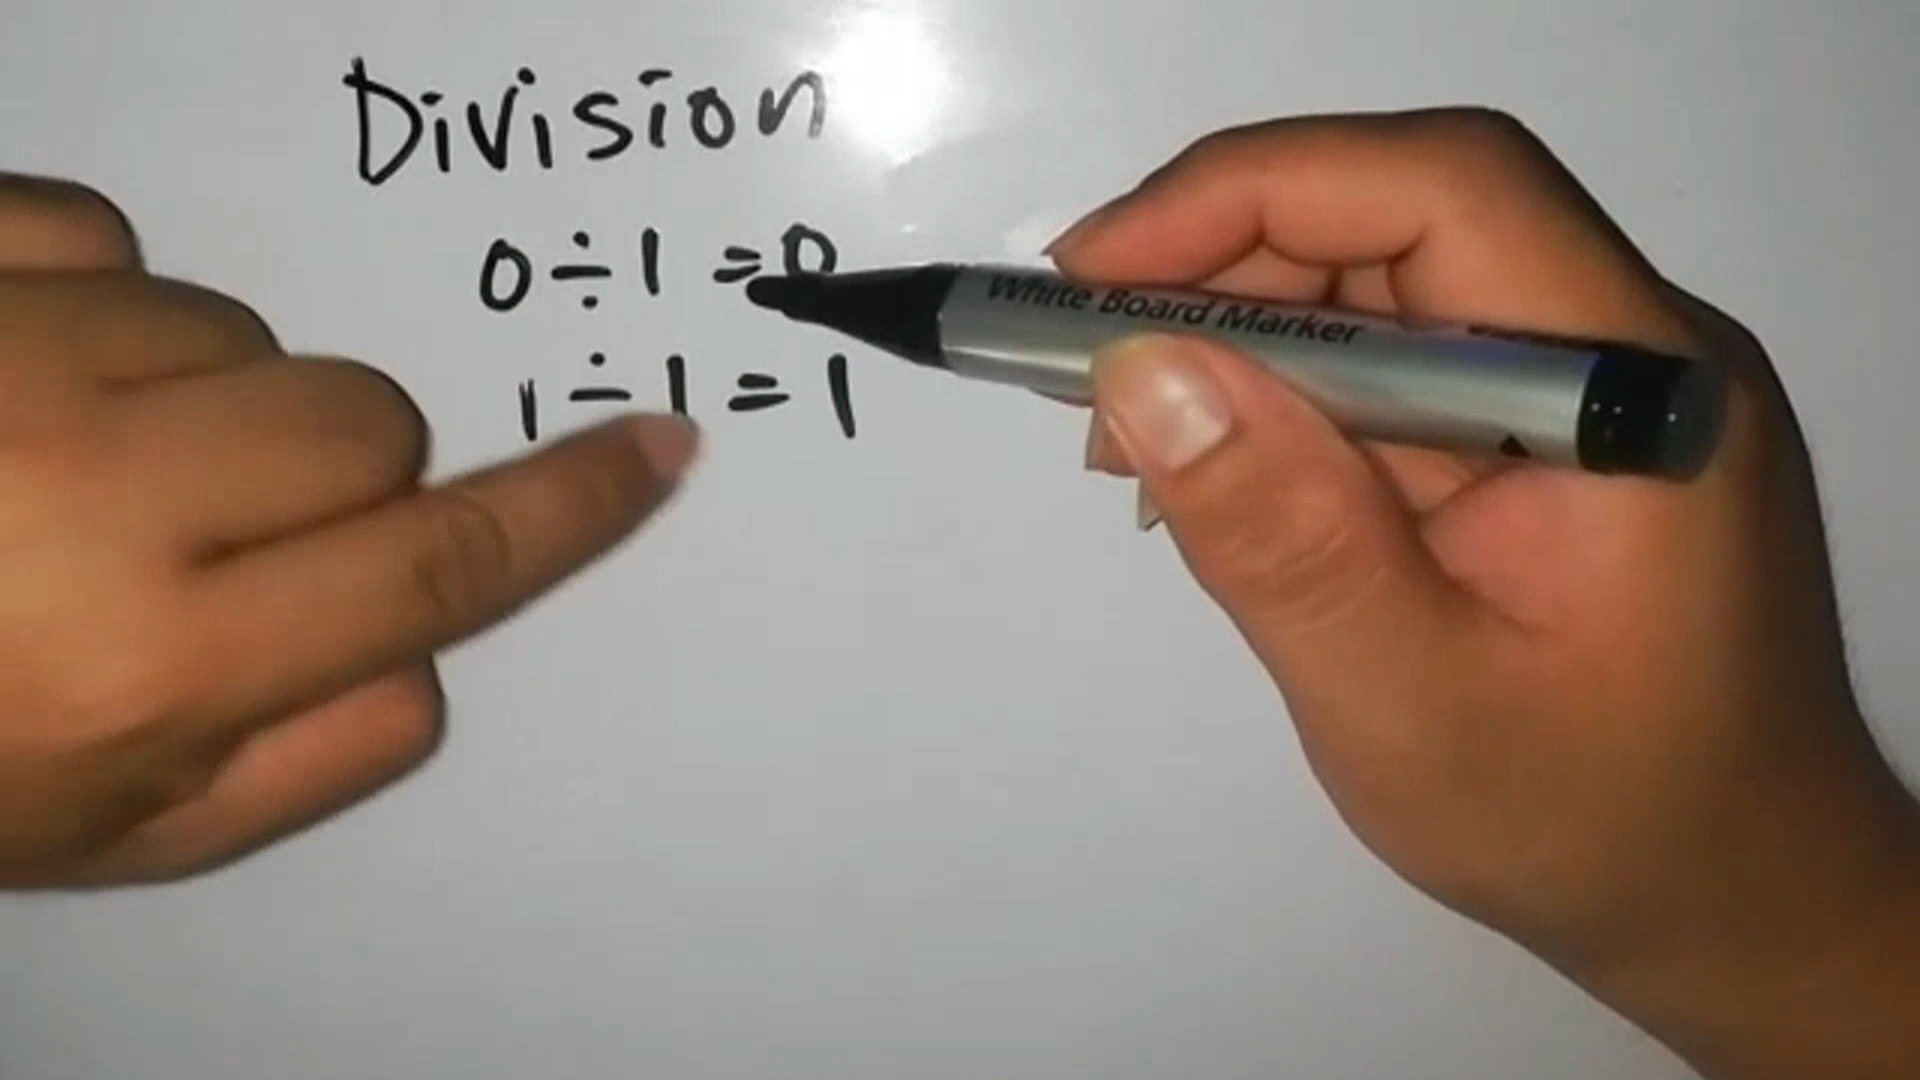 Division
0 ÷ 1 = 0
1 ÷ 1 = 1
White Board Marker